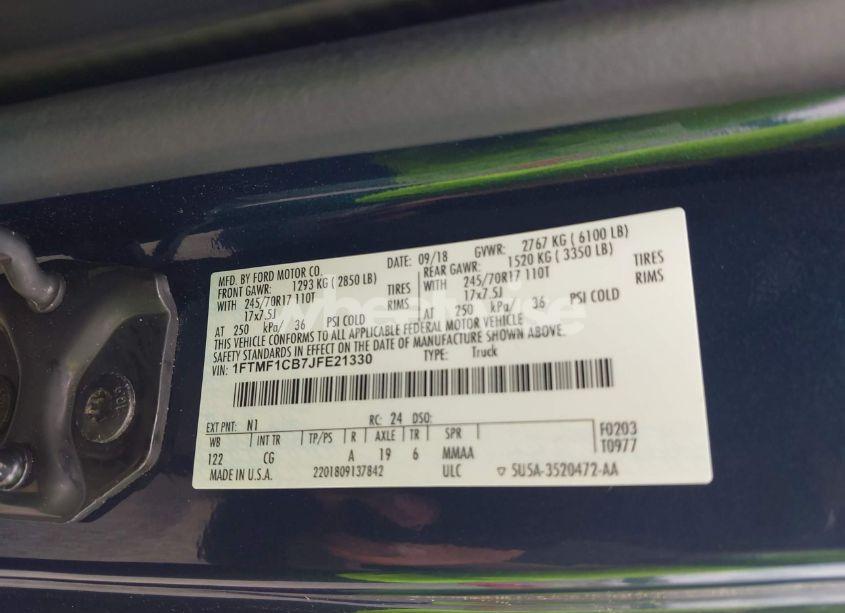 MFD. BY FORD MOTOR CO. DATE: 09/18 GVWR: 2767 KG ( 6100 LB)
FRONT GAWR: 1293 KG ( 2850 LB) REAR GAWR: 1520 KG ( 3350 LB)
WITH 245/70R17 110T TIRES WITH 245/70R17 110T TIRES
17x7.5J RIMS 17x7.5J RIMS
AT 250 kPa/ 36 PSI COLD AT 250 kPa/ 36 PSI COLD
THIS VEHICLE CONFORMS TO ALL APPLICABLE FEDERAL MOTOR VEHICLE
SAFETY STANDARDS IN EFFECT ON THE DATE OF MANUFACTURE SHOWN ABOVE.
VIN: 1FTMF1CB7JFE21330 TYPE: Truck
EXT PNT: N1 RC: 24 DSO:
WB INT TR TP/PS R AXLE TR SPR F0203
122 CG A 19 6 MMAA T0977
MADE IN U.S.A. 2201809137842 ULC ▽ 5U5A-3520472-AA
wheelwise